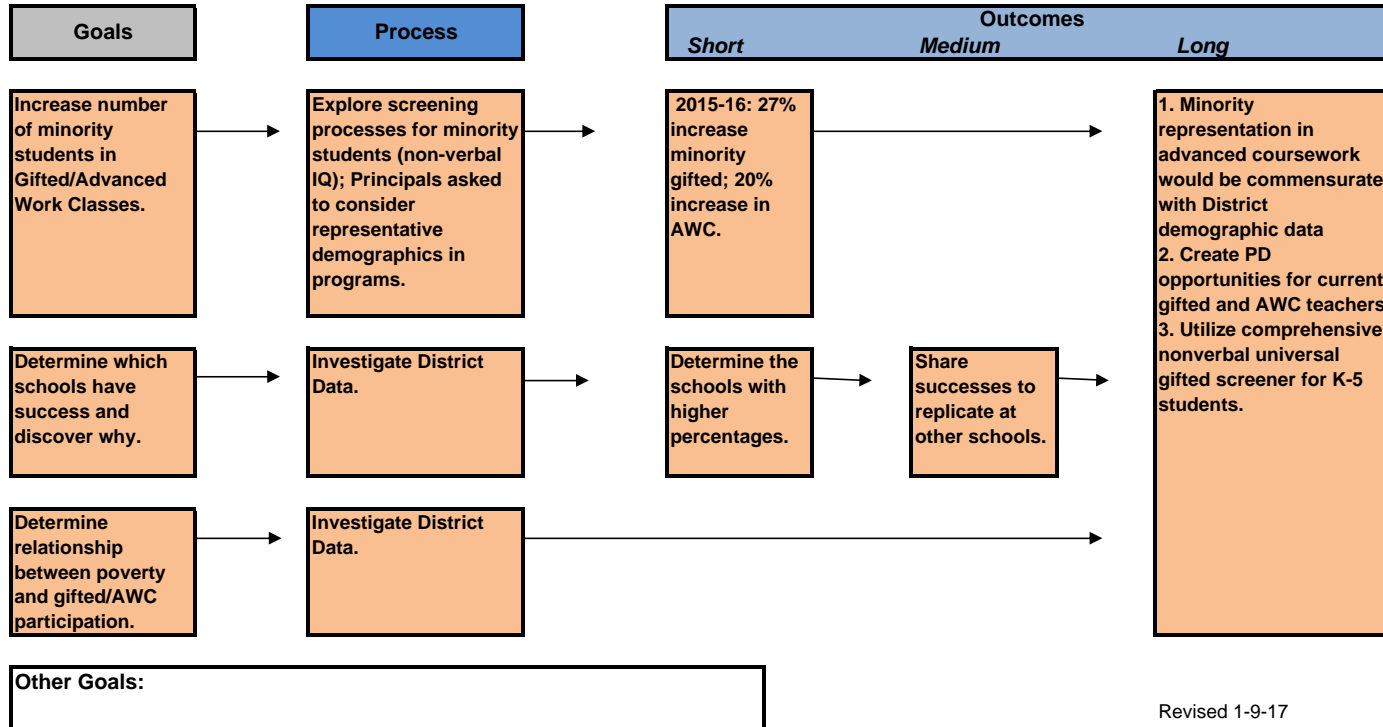 Goals
Process
Outcomes
Short Medium Long
Increase number
of minority
students in
Gifted/Advanced
Work Classes.
Explore screening
processes for minority
students (non-verbal
IQ); Principals asked
to consider
representative
demographics in
programs.
2015-16: 27%
increase
minority
gifted; 20%
increase in
AWC.
1. Minority
representation in
advanced coursework
would be commensurate
with District
demographic data
2. Create PD
opportunities for current
gifted and AWC teachers
3. Utilize comprehensive
nonverbal universal
gifted screener for K-5
students.
Determine which
schools have
success and
discover why.
Investigate District
Data.
Determine the
schools with
higher
percentages.
Share
successes to
replicate at
other schools.
Determine
relationship
between poverty
and gifted/AWC
participation.
Investigate District
Data.
Other Goals:
Revised 1-9-17